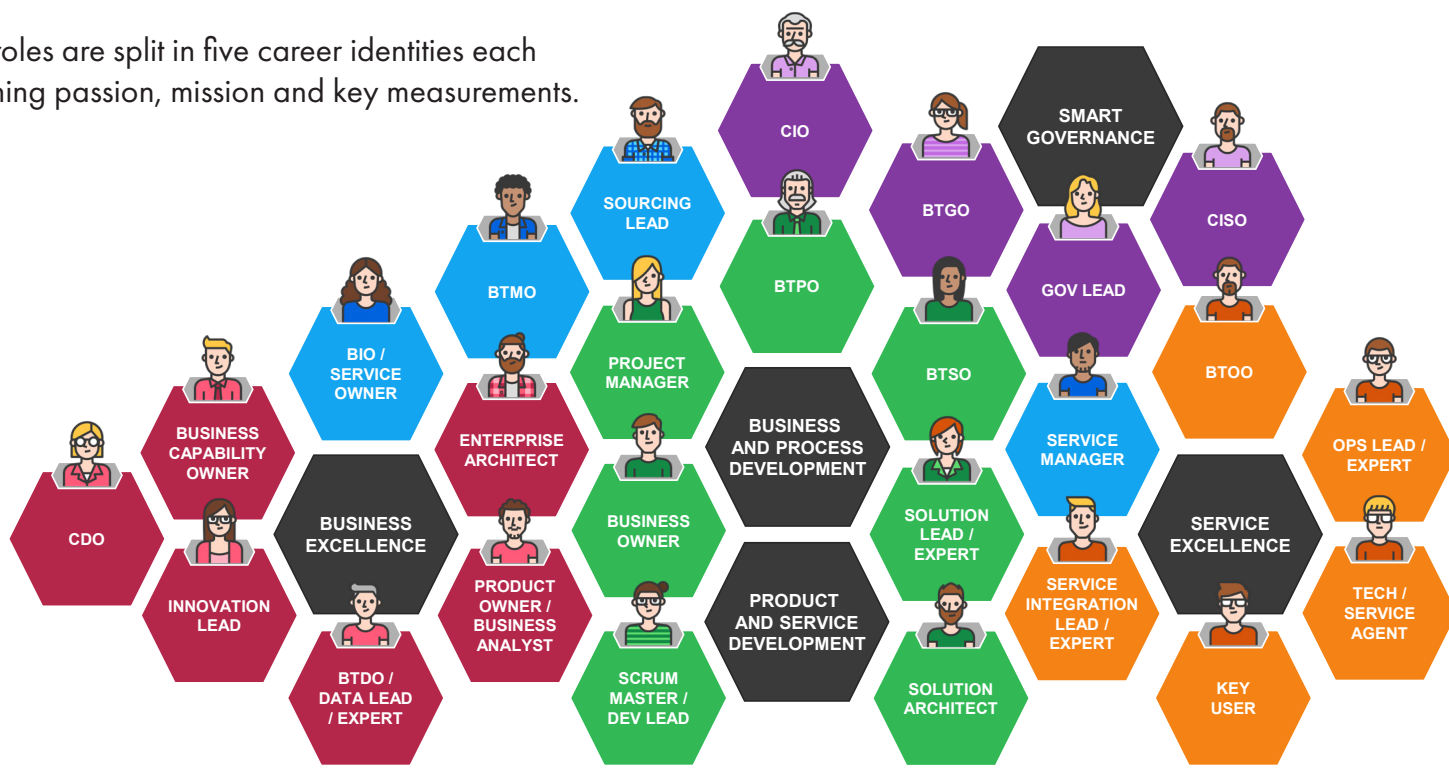 roles are split in five career identities each
ning passion, mission and key measurements.
CIO
SMART
GOVERNANCE
SOURCING
LEAD
BTGO
CISO
BTMO
BTPO
GOV LEAD
BIO /
SERVICE
OWNER
PROJECT
MANAGER
BTSO
BTOO
BUSINESS
CAPABILITY
OWNER
ENTERPRISE
ARCHITECT
BUSINESS
AND PROCESS
DEVELOPMENT
SERVICE
MANAGER
OPS LEAD /
EXPERT
CDO
BUSINESS
EXCELLENCE
BUSINESS
OWNER
SOLUTION
LEAD /
EXPERT
SERVICE
EXCELLENCE
INNOVATION
LEAD
PRODUCT
OWNER /
BUSINESS
ANALYST
PRODUCT
AND SERVICE
DEVELOPMENT
SERVICE
INTEGRATION
LEAD /
EXPERT
TECH /
SERVICE
AGENT
BTDO /
DATA LEAD
/ EXPERT
SCRUM
MASTER /
DEV LEAD
SOLUTION
ARCHITECT
KEY
USER